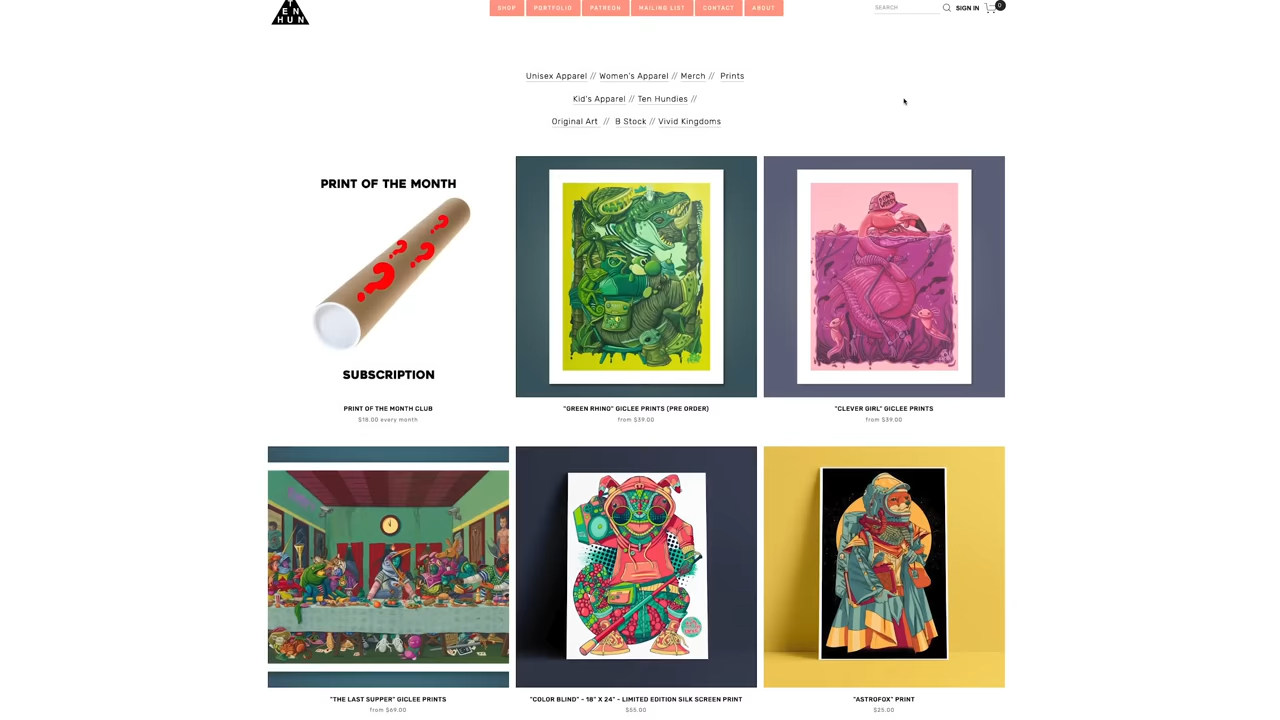 T
EN
HUN
SHOP PORTFOLIO PATREON MAILING LIST CONTACT ABOUT
SEARCH SIGN IN 0
Unisex Apparel // Women's Apparel // Merch // Prints
Kid's Apparel // Ten Hundies //
Original Art // B Stock // Vivid Kingdoms
PRINT OF THE MONTH
? ? ? ?
SUBSCRIPTION
PRINT OF THE MONTH CLUB
$18.00 every month
"GREEN RHINO" GICLEE PRINTS (PRE ORDER)
from $39.00
"CLEVER GIRL" GICLEE PRINTS
from $39.00
"THE LAST SUPPER" GICLEE PRINTS
from $69.00
"COLOR BLIND" - 18" X 24" - LIMITED EDITION SILK SCREEN PRINT
$55.00
"ASTROFOX" PRINT
$25.00